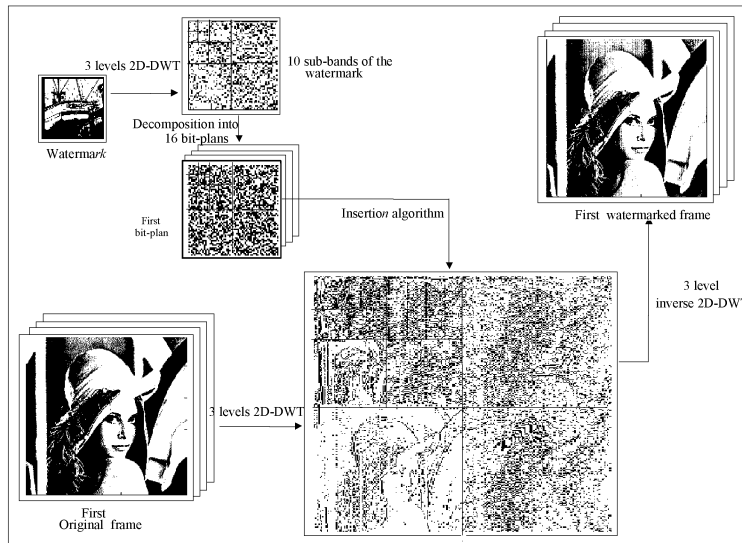 3 levels 2D-DWT
10 sub-bands of the
watermark
Watermark
Decomposition into
16 bit-plans
First
bit-plan
Insertion algorithm
First watermarked frame
3 level
inverse 2D-DWT
3 levels 2D-DWT
First
Original frame